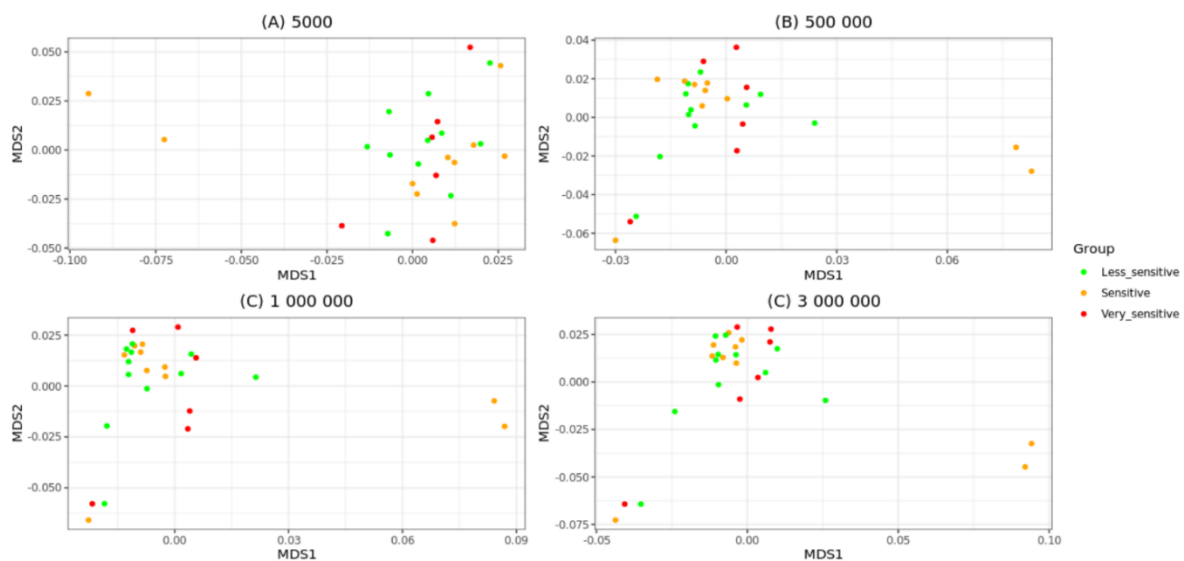 (A) 5000
(B) 500 000
0.050
0.025
0.000
-0.025
-0.050
MDS2
-0.100
-0.075
-0.050
-0.025
0.000
0.025
MDS1
0.04
0.02
0.00
-0.02
-0.04
-0.06
MDS2
-0.03
0.00
0.03
0.06
MDS1
Group
Less_sensitive
Sensitive
Very_sensitive
(C) 1 000 000
(C) 3 000 000
0.025
0.000
-0.025
-0.050
MDS2
0.00
0.03
0.06
0.09
MDS1
0.025
0.000
-0.025
-0.050
-0.075
MDS2
-0.05
0.00
0.05
0.10
MDS1